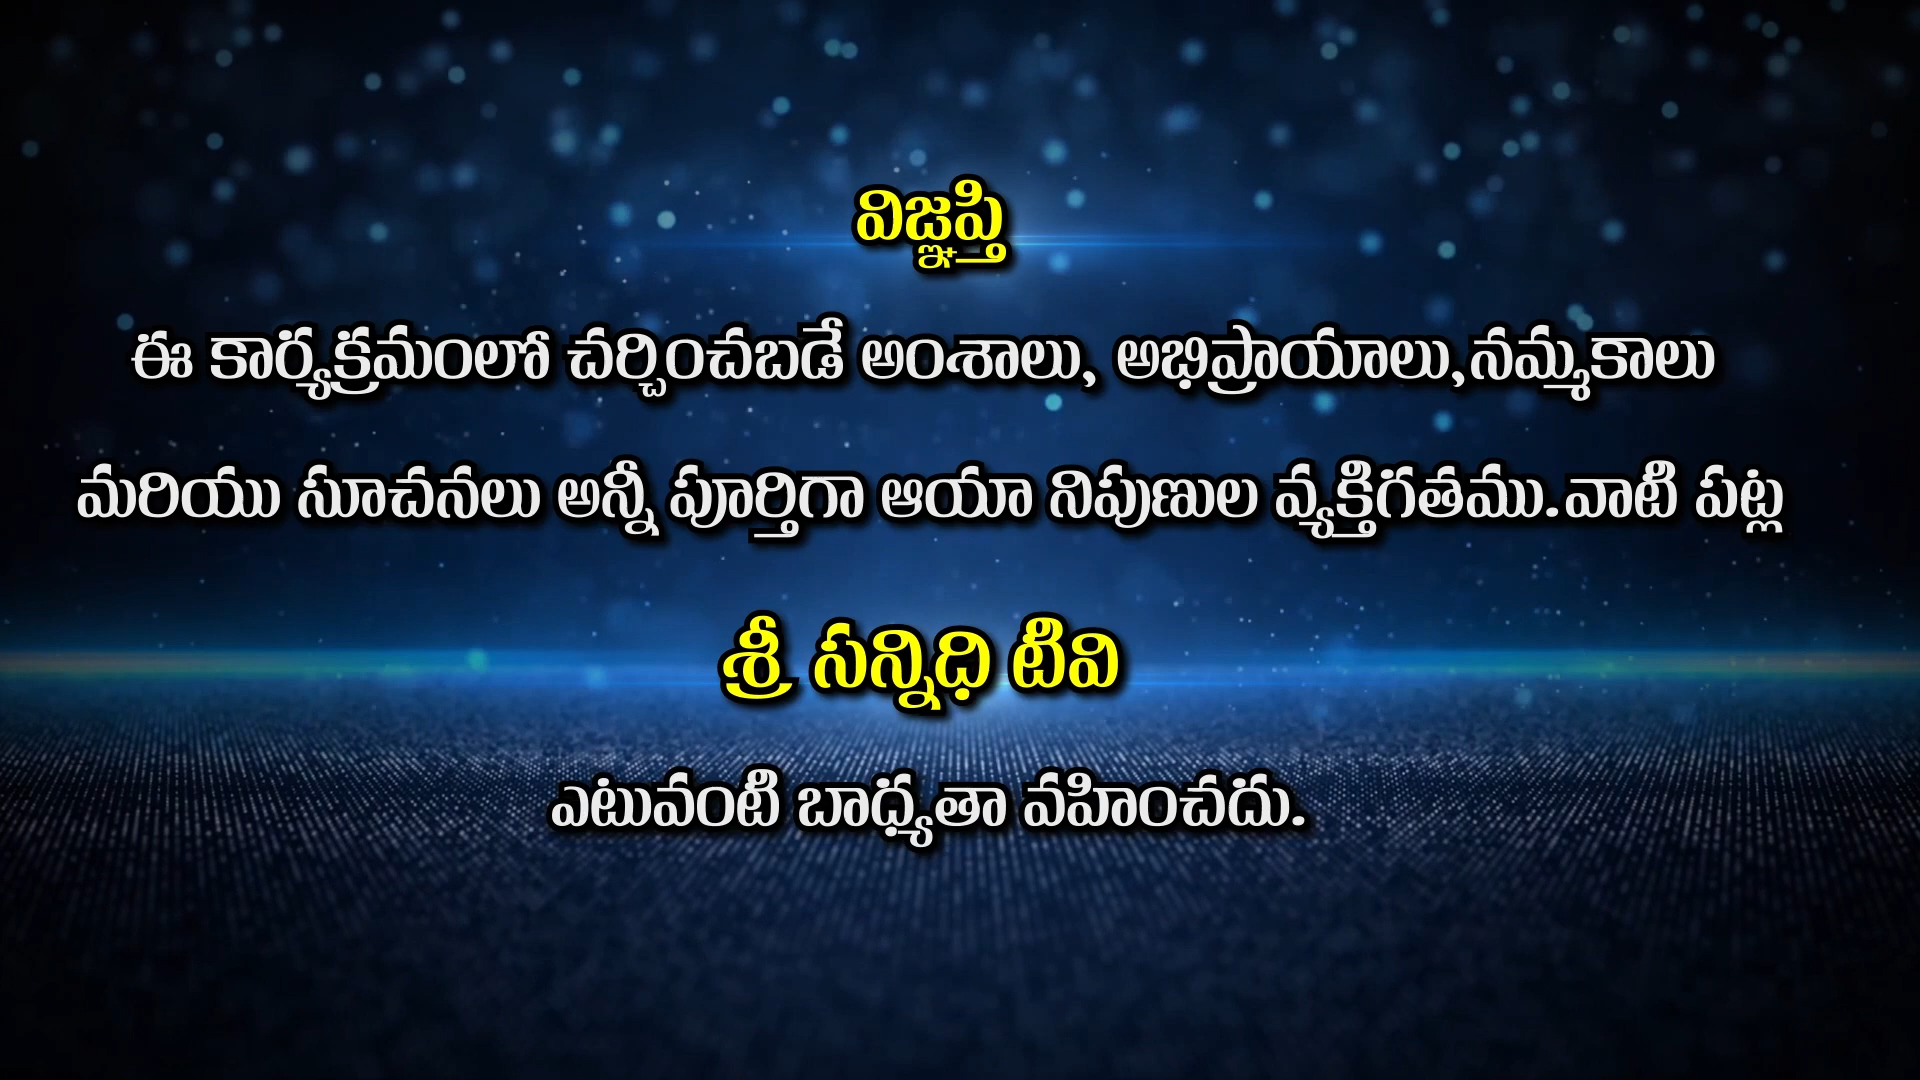 విజ్ఞప్తి
ఈ కార్యక్రమంలో చర్చించబడే అంశాలు, అభిప్రాయాలు,నమ్మకాలు
మరియు సూచనలు అన్నీ పూర్తిగా ఆయా నిపుణుల వ్యక్తిగతము.వాటి పట్ల
శ్రీ సన్నిధి టీవి
ఎటువంటి బాధ్యతా వహించదు.